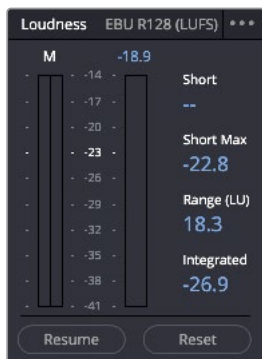 Loudness EBU R128 (LUFS) •••
M -18.9
-14
-17
-20
-23
-26
-29
-32
-35
-38
-41
Short
--
Short Max
-22.8
Range (LU)
18.3
Integrated
-26.9
Resume Reset